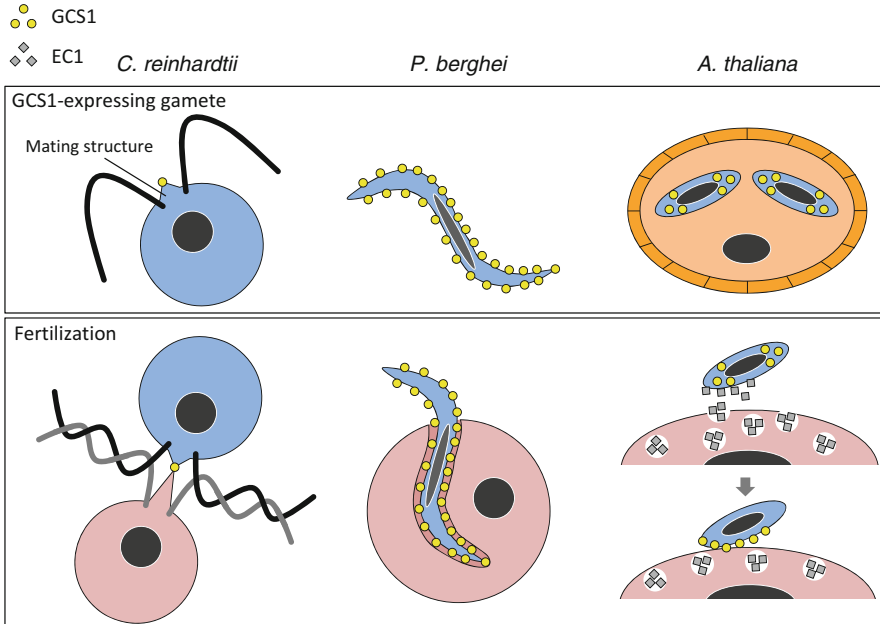 GCS1
EC1
C. reinhardtii P. berghei A. thaliana
GCS1-expressing gamete
Mating structure
Fertilization